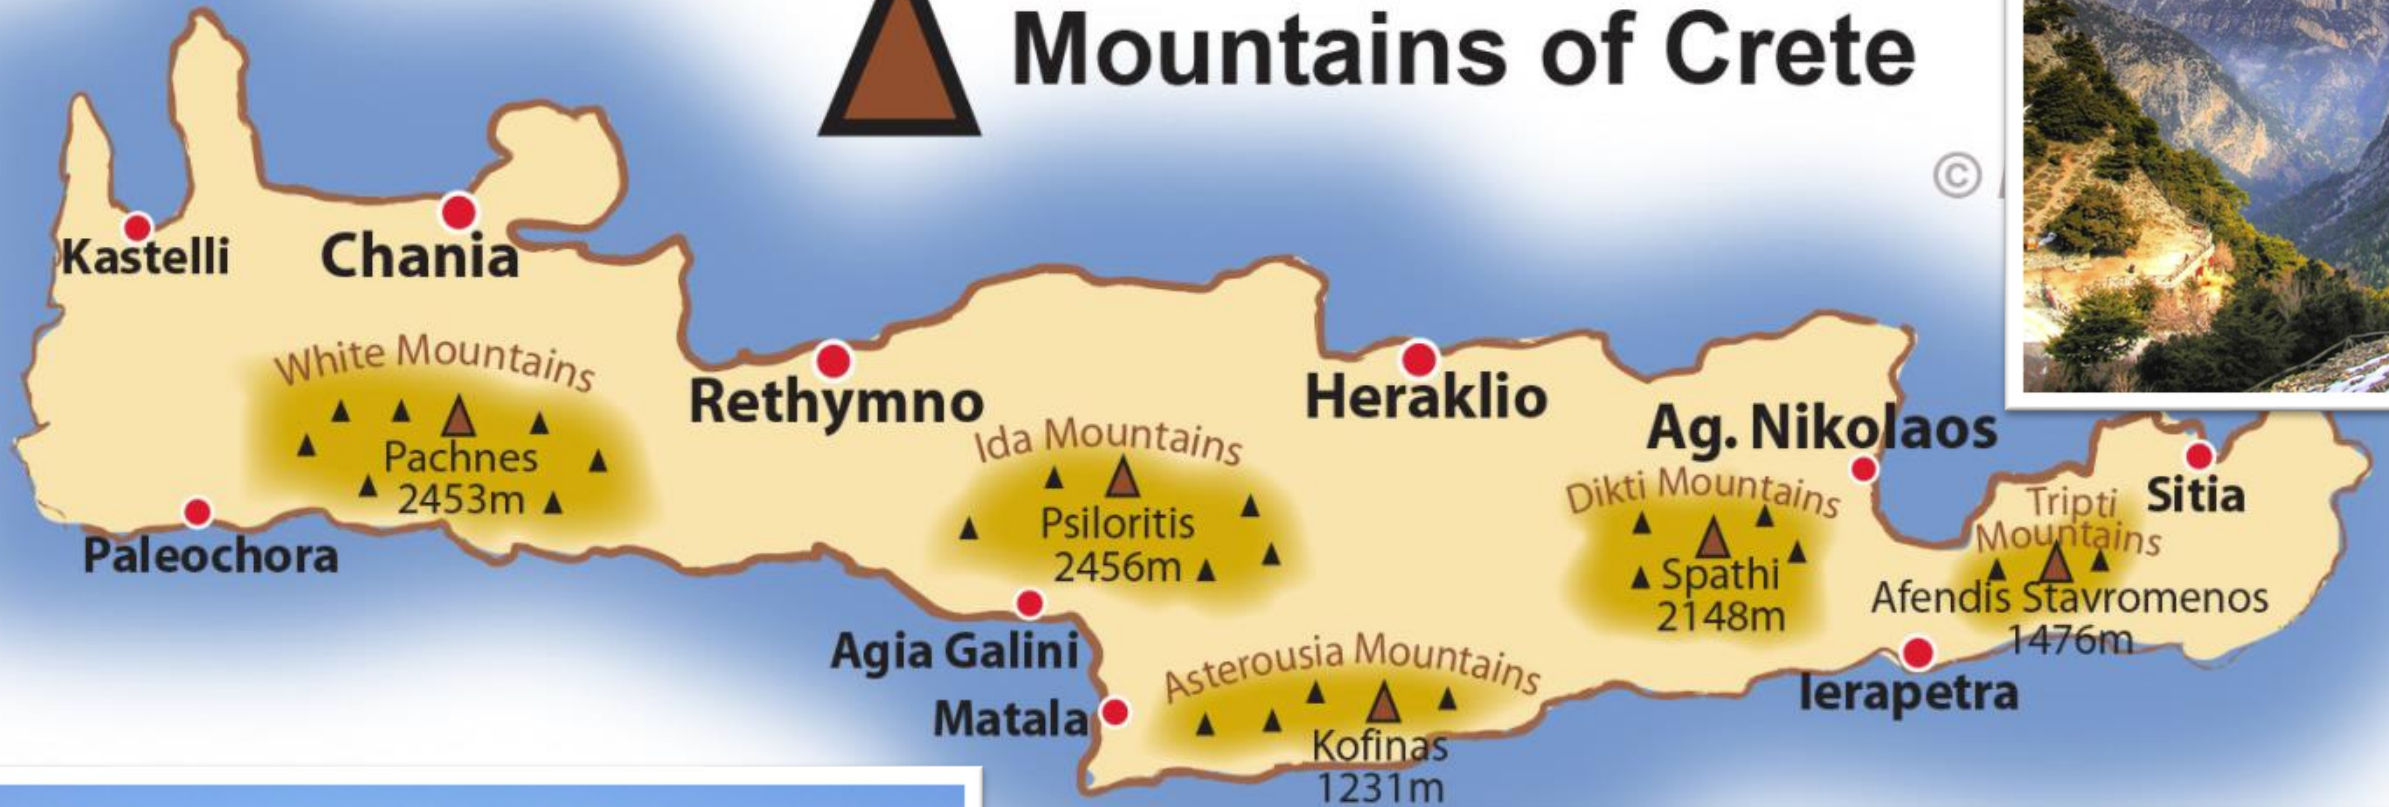 Mountains of Crete
©
Kastelli
Chania
White Mountains
Pachnes
2453m
Paleochora
Rethymno
Ida Mountains
Psiloritis
2456m
Agia Galini
Matala
Heraklio
Asterousia Mountains
Kofinas
1231m
Ag. Nikolaos
Dikti Mountains
Spathi
2148m
Tripti
Mountains
Sitia
Afendis Stavromenos
1476m
Ierapetra